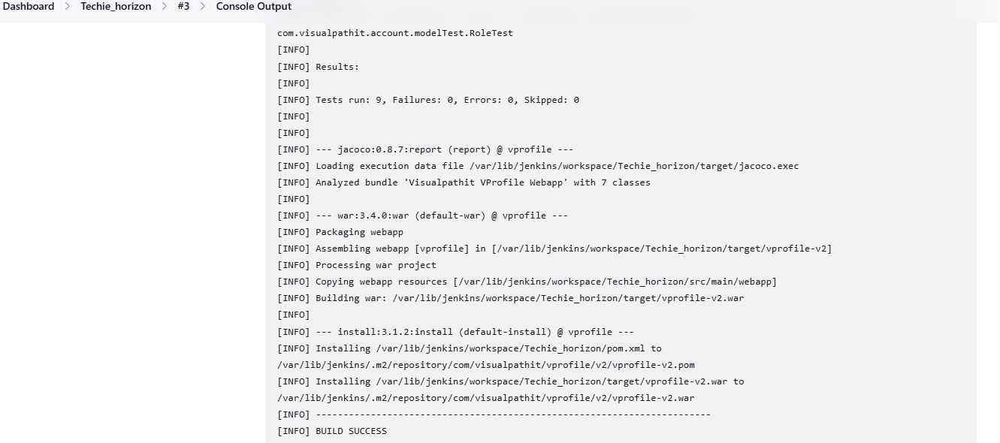 Dashboard > Techie_horizon > #3 > Console Output
com.visualpathit.account.modelTest.RoleTest
[INFO]
[INFO] Results:
[INFO]
[INFO] Tests run: 9, Failures: 0, Errors: 0, Skipped: 0
[INFO]
[INFO]
[INFO] --- jacoco:0.8.7:report (report) @ vprofile ---
[INFO] Loading execution data file /var/lib/jenkins/workspace/Techie_horizon/target/jacoco.exec
[INFO] Analyzed bundle 'Visualpathit VProfile Webapp' with 7 classes
[INFO]
[INFO] --- war:3.4.0:war (default-war) @ vprofile ---
[INFO] Packaging webapp
[INFO] Assembling webapp [vprofile] in [/var/lib/jenkins/workspace/Techie_horizon/target/vprofile-v2]
[INFO] Processing war project
[INFO] Copying webapp resources [/var/lib/jenkins/workspace/Techie_horizon/src/main/webapp]
[INFO] Building war: /var/lib/jenkins/workspace/Techie_horizon/target/vprofile-v2.war
[INFO]
[INFO] --- install:3.1.2:install (default-install) @ vprofile ---
[INFO] Installing /var/lib/jenkins/workspace/Techie_horizon/pom.xml to
/var/lib/jenkins/.m2/repository/com/visualpathit/vprofile/v2/vprofile-v2.pom
[INFO] Installing /var/lib/jenkins/workspace/Techie_horizon/target/vprofile-v2.war to
/var/lib/jenkins/.m2/repository/com/visualpathit/vprofile/v2/vprofile-v2.war
[INFO] ------------------------------------------------------------------------
[INFO] BUILD SUCCESS